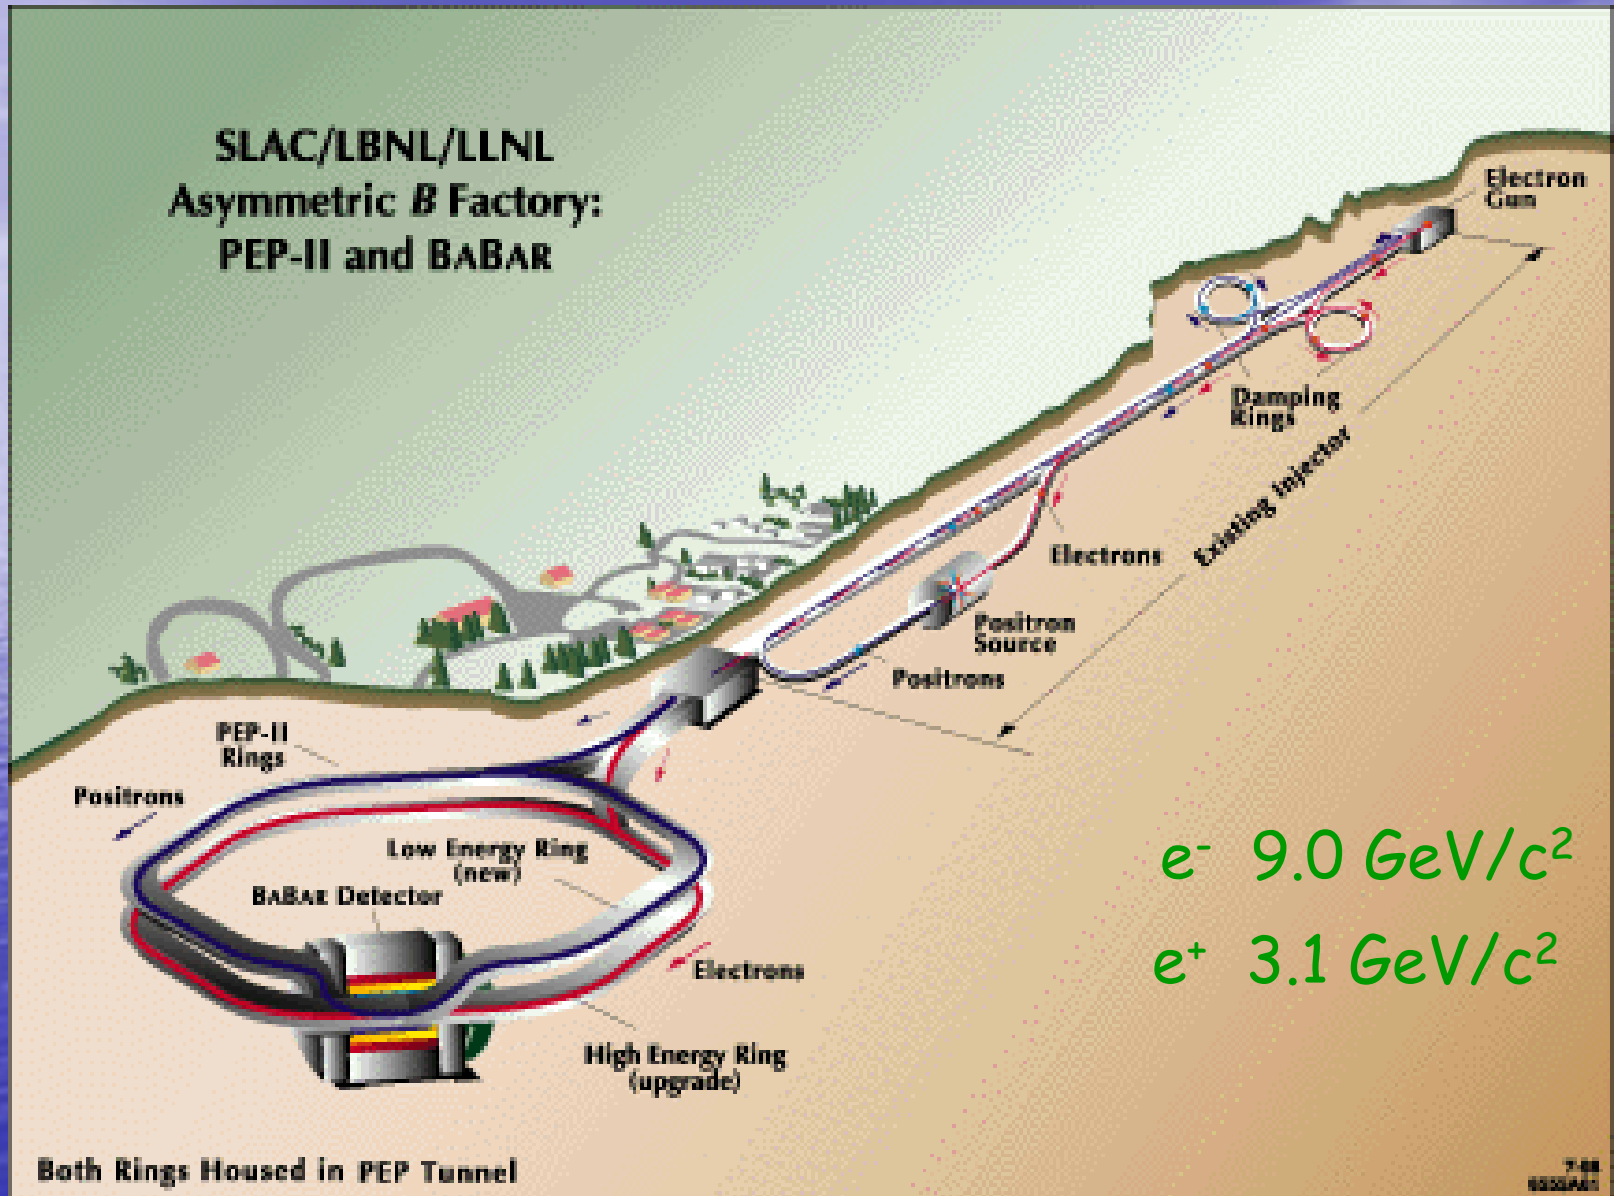 SLAC/LBNL/LLNL
Asymmetric B Factory:
PEP-II and BABAR
Electron
Gun
Damping
Rings
Existing Injector
Electrons
Positron
Source
Positrons
PEP-II
Rings
Positrons
Low Energy Ring
(new)
BABAR Detector
e⁻ 9.0 GeV/c²
e⁺ 3.1 GeV/c²
Electrons
High Energy Ring
(upgrade)
Both Rings Housed in PEP Tunnel